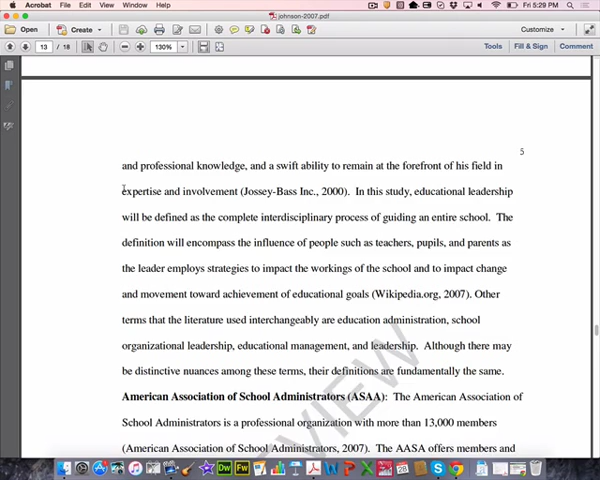 Acrobat File Edit View Window Help
Fri 5:29 PM
johnson-2007.pdf
Open Create Customize
13 / 18 130% Tools Fill & Sign Comment
5
and professional knowledge, and a swift ability to remain at the forefront of his field in
expertise and involvement (Jossey-Bass Inc., 2000). In this study, educational leadership
will be defined as the complete interdisciplinary process of guiding an entire school. The
definition will encompass the influence of people such as teachers, pupils, and parents as
the leader employs strategies to impact the workings of the school and to impact change
and movement toward achievement of educational goals (Wikipedia.org, 2007). Other
terms that the literature used interchangeably are education administration, school
organizational leadership, educational management, and leadership. Although there may
be distinctive nuances among these terms, their definitions are fundamentally the same.
American Association of School Administrators (ASAA): The American Association of
School Administrators is a professional organization with more than 13,000 members
(American Association of School Administrators, 2007). The AASA offers members and
VIEW
Dw Fw
28